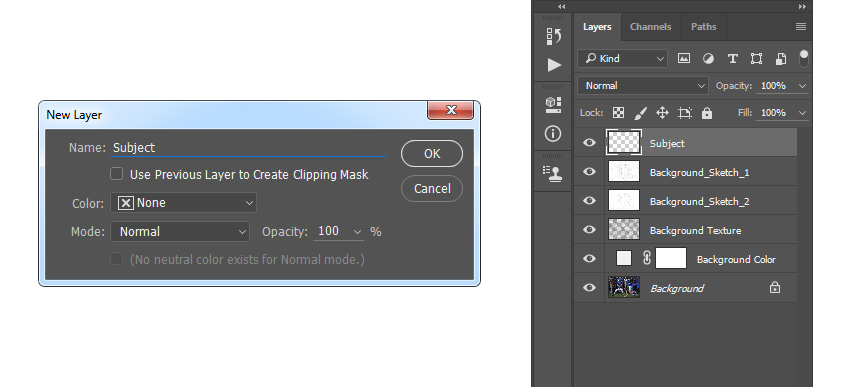 New Layer
Name: Subject
OK
Use Previous Layer to Create Clipping Mask
Cancel
Color: None
Mode: Normal Opacity: 100 %
(No neutral color exists for Normal mode.)
Layers Channels Paths
Kind
Normal Opacity: 100%
Lock: Fill: 100%
Subject
Background_Sketch_1
Background_Sketch_2
Background Texture
Background Color
Background